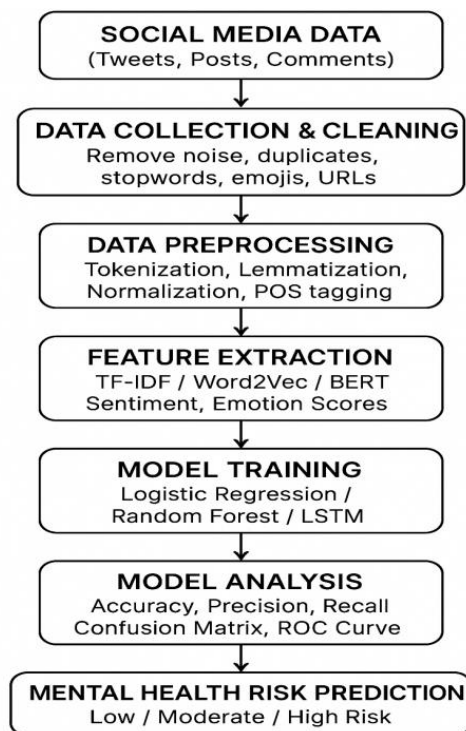 SOCIAL MEDIA DATA
(Tweets, Posts, Comments)
DATA COLLECTION & CLEANING
Remove noise, duplicates,
stopwords, emojis, URLs
DATA PREPROCESSING
Tokenization, Lemmatization,
Normalization, POS tagging
FEATURE EXTRACTION
TF-IDF / Word2Vec / BERT
Sentiment, Emotion Scores
MODEL TRAINING
Logistic Regression /
Random Forest / LSTM
MODEL ANALYSIS
Accuracy, Precision, Recall
Confusion Matrix, ROC Curve
MENTAL HEALTH RISK PREDICTION
Low / Moderate / High Risk